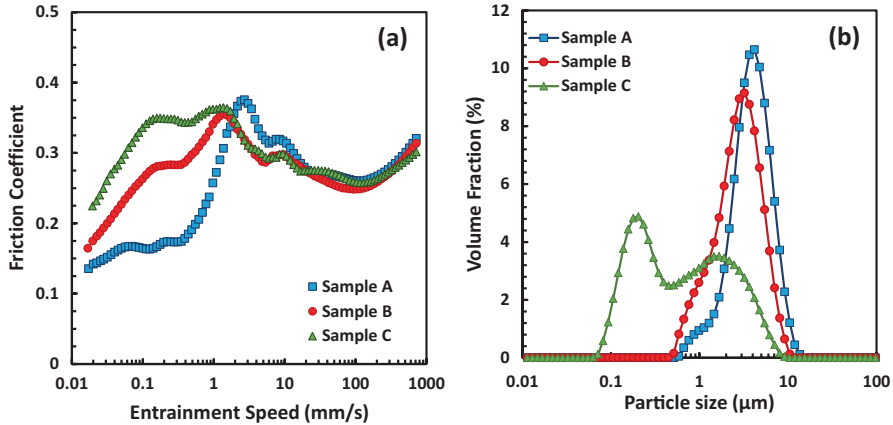 0.5
0.4
0.3
0.2
0.1
0
0.01
0.1
1
10
100
1000
Friction Coefficient
Entrainment Speed (mm/s)
(a)
Sample A
Sample B
Sample C
12
10
8
6
4
2
0
0.01
0.1
1
10
100
Volume Fraction (%)
Particle size (μm)
(b)
Sample A
Sample B
Sample C